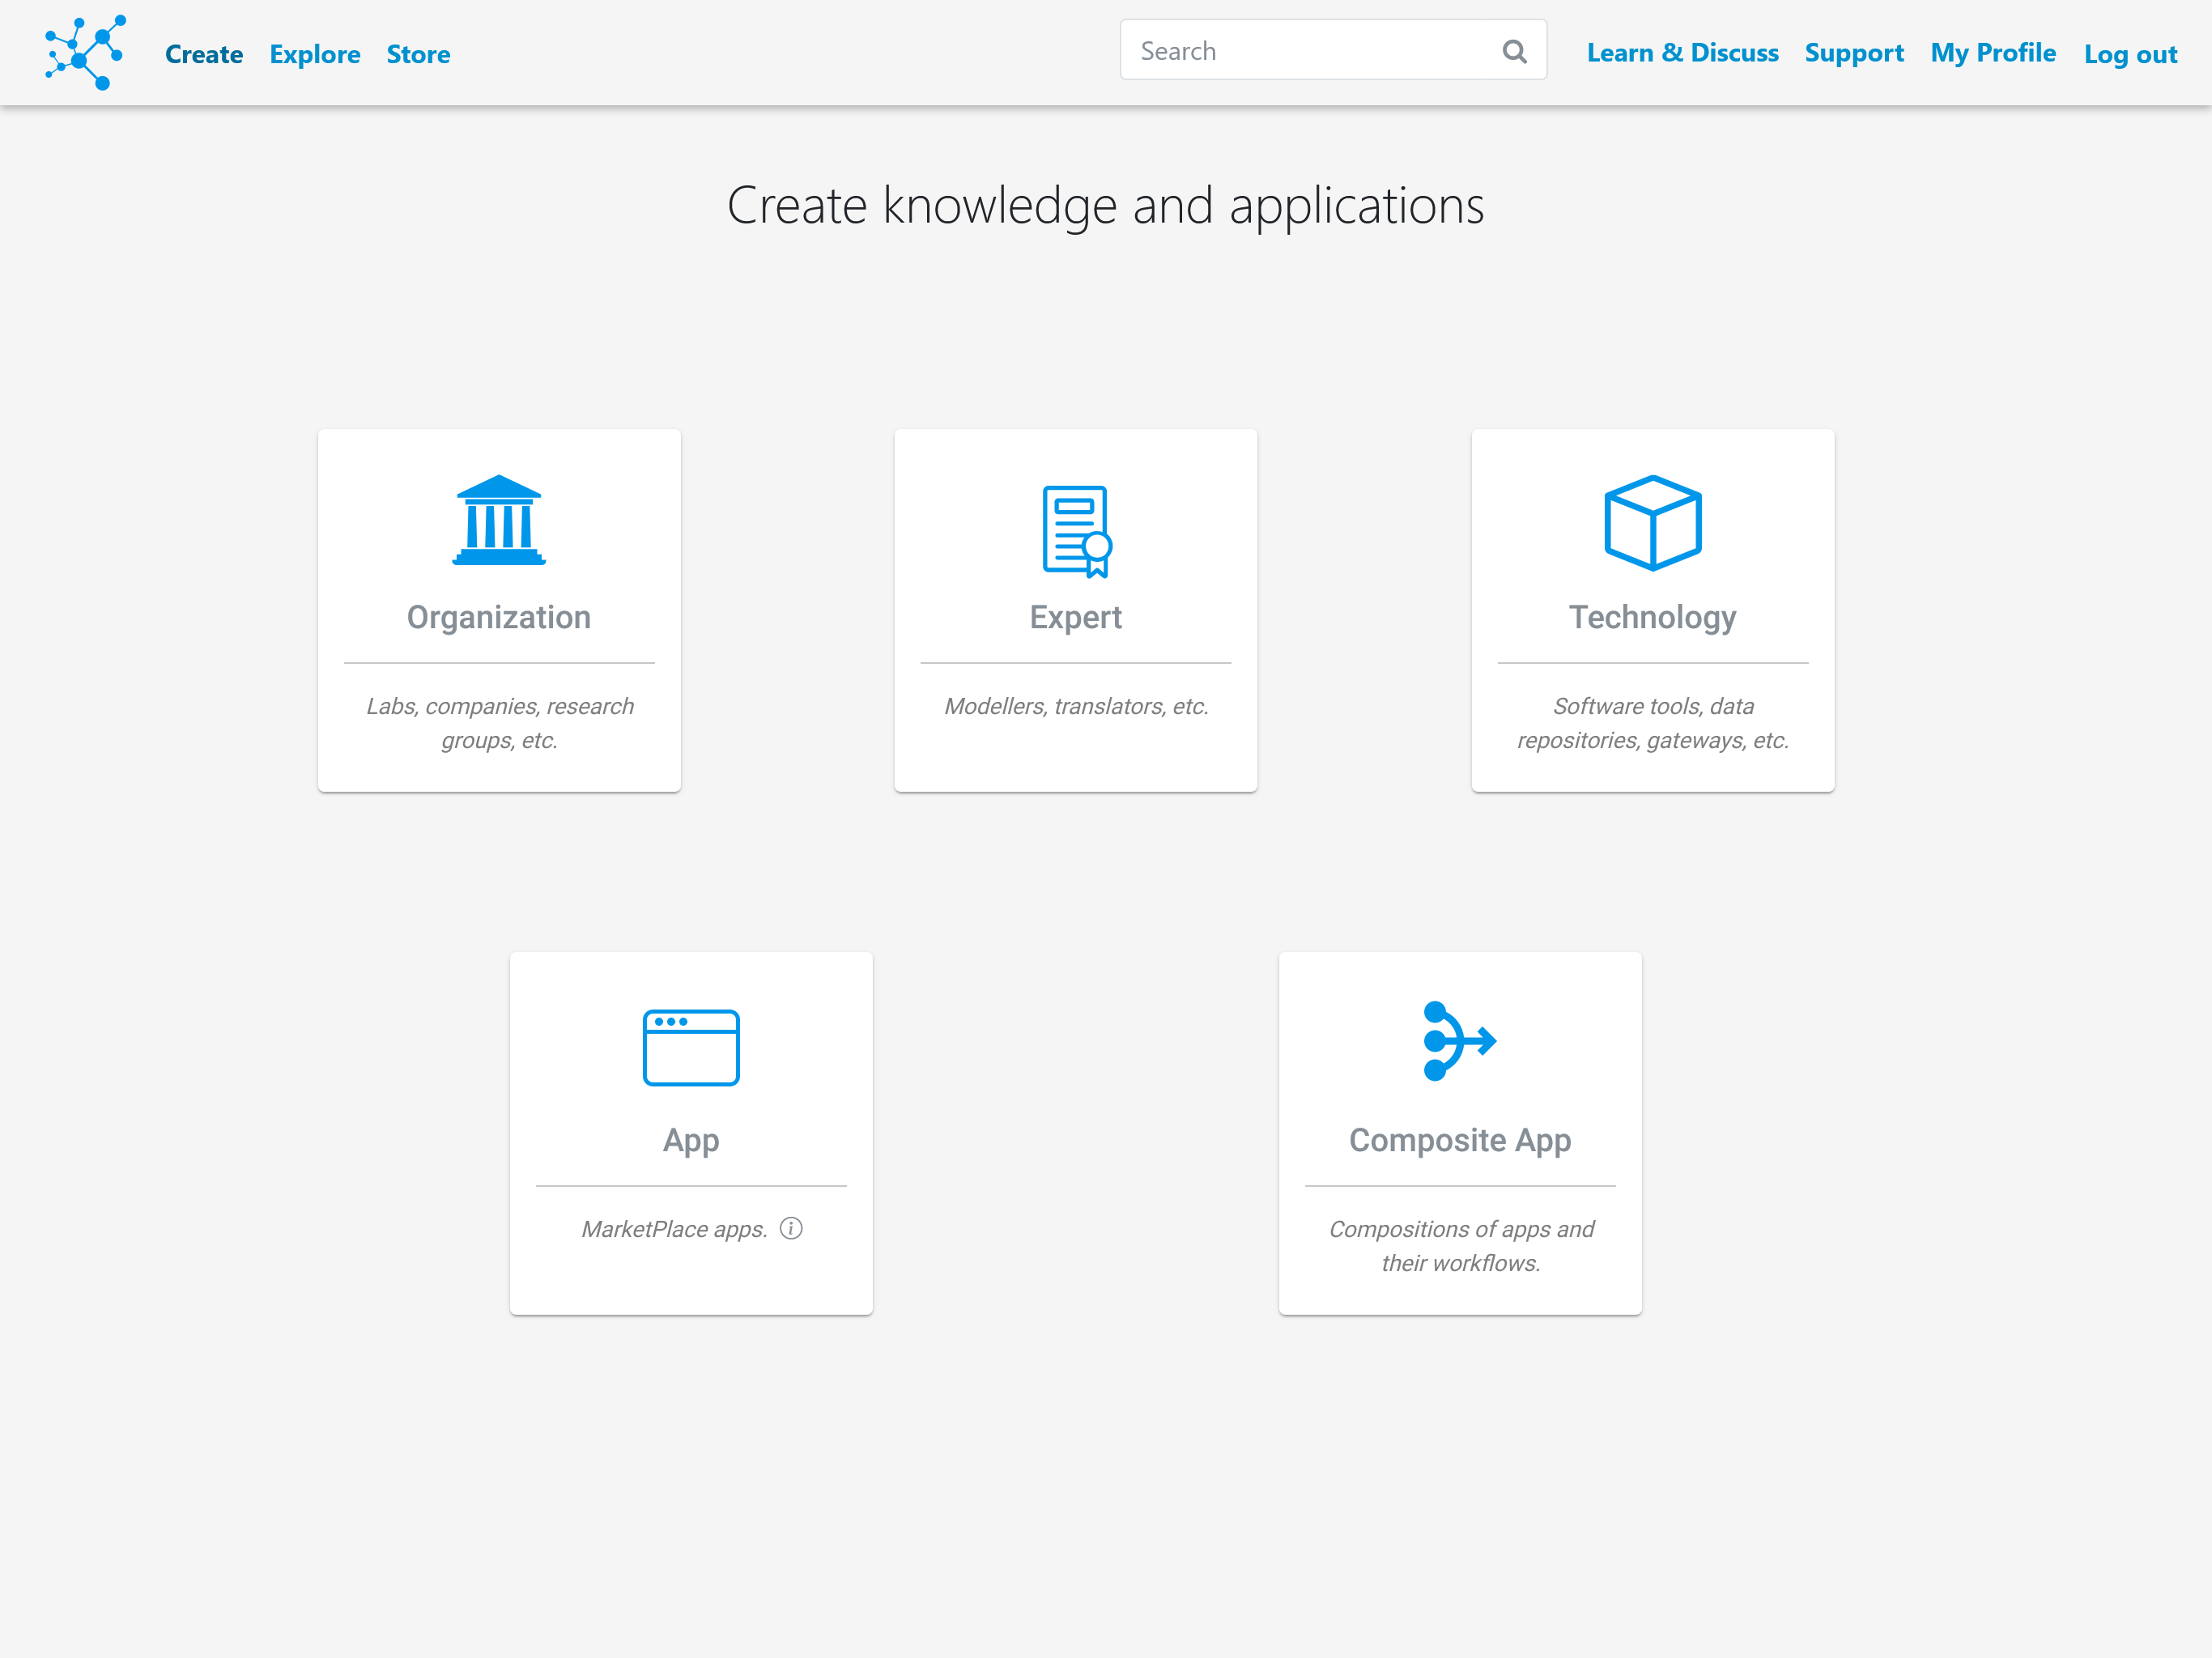 Create Explore Store Search Learn & Discuss Support My Profile Log out
Create knowledge and applications
Organization
Labs, companies, research
groups, etc.
Expert
Modellers, translators, etc.
Technology
Software tools, data
repositories, gateways, etc.
App
MarketPlace apps.
Composite App
Compositions of apps and
their workflows.